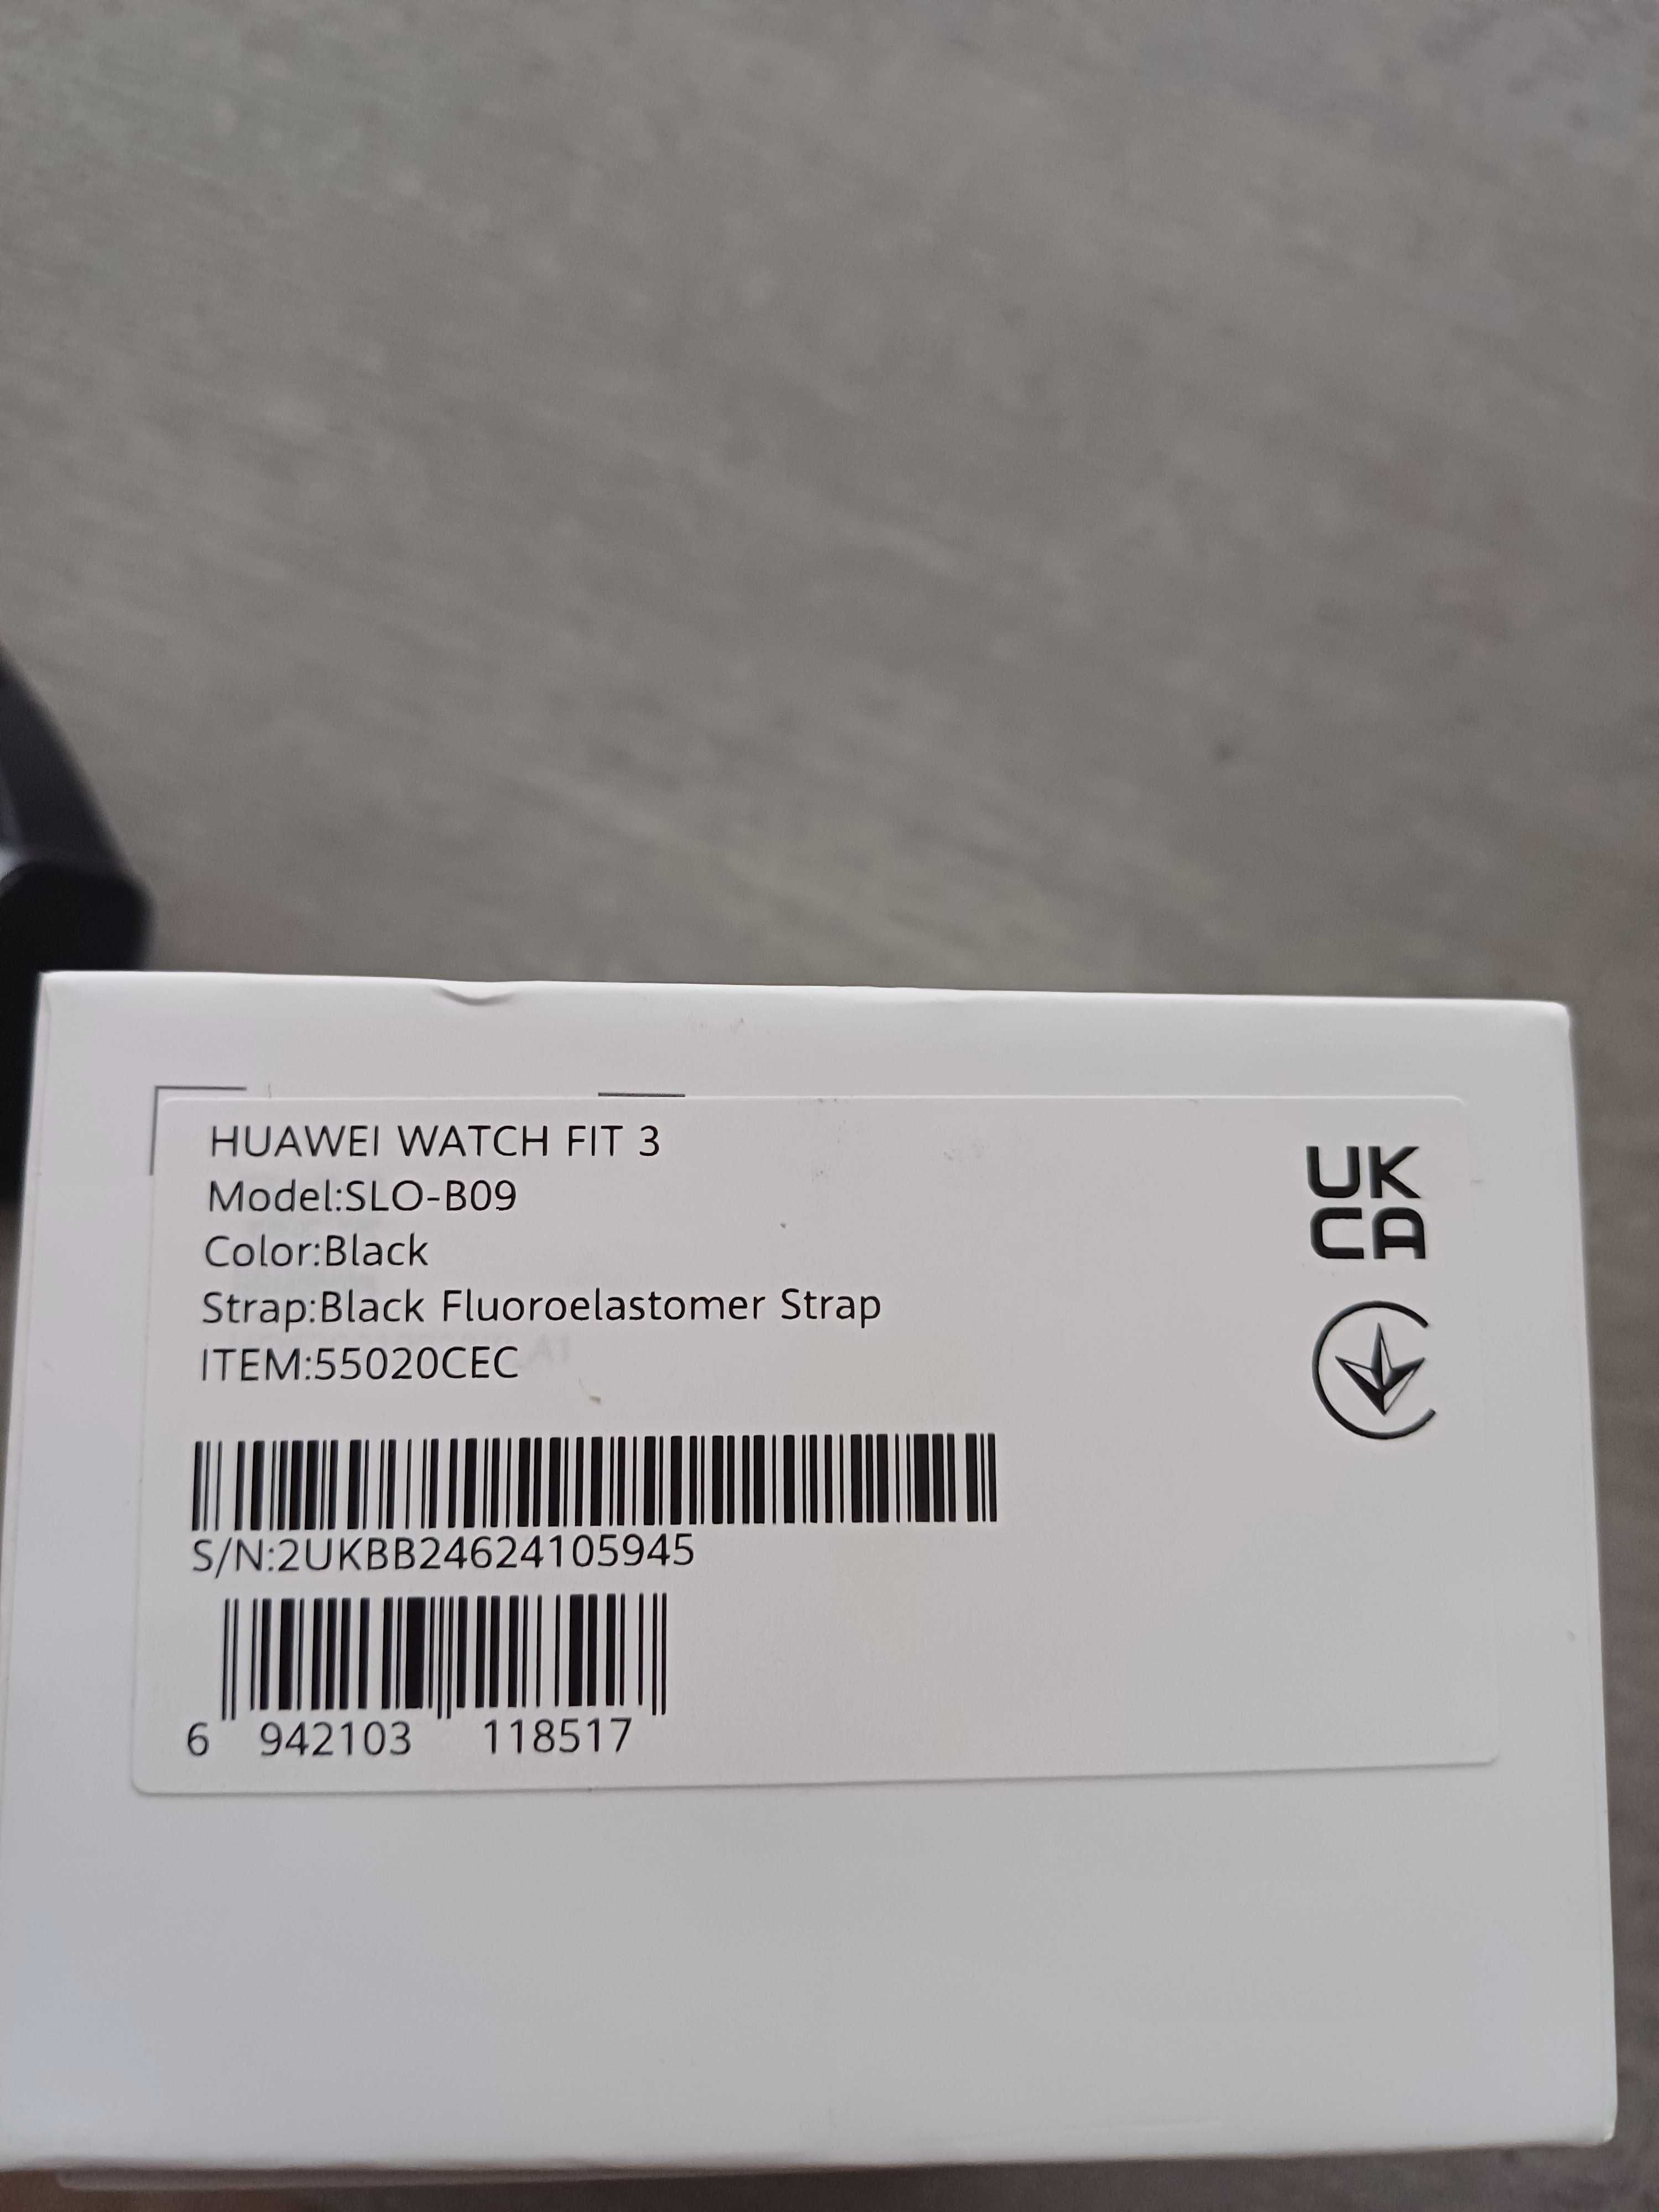 HUAWEI WATCH FIT 3
Model:SLO-B09
Color:Black
Strap:Black Fluoroelastomer Strap
ITEM:55020CEC
UK
CA
S/N:2UKBB24624105945
6 942103 118517